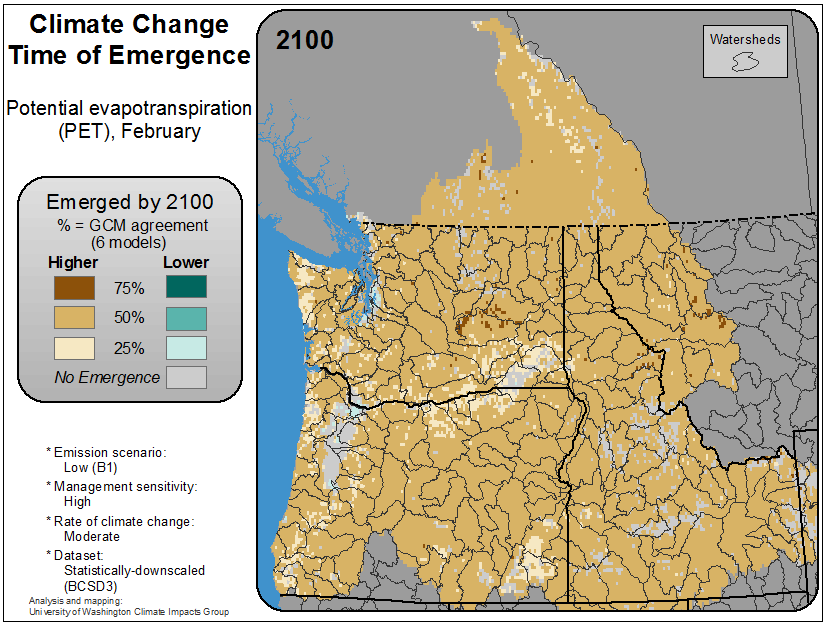 Climate Change
Time of Emergence
Potential evapotranspiration
(PET), February
Emerged by 2100
% = GCM agreement
(6 models)
Higher Lower
75%
50%
25%
No Emergence
* Emission scenario:
Low (B1)
* Management sensitivity:
High
* Rate of climate change:
Moderate
* Dataset:
Statistically-downscaled
(BCSD3)
Analysis and mapping:
University of Washington Climate Impacts Group
2100
Watersheds